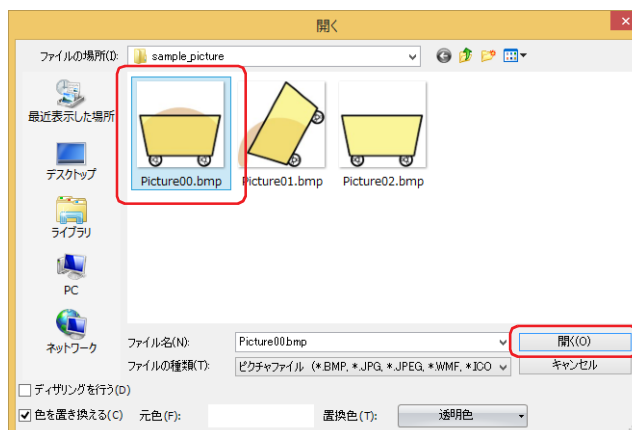 開く
ファイルの場所(I):
sample_picture
最近表示した場所
デスクトップ
ライブラリ
PC
ネットワーク
Picture00.bmp
Picture01.bmp
Picture02.bmp
ファイル名(N):
Picture00.bmp
開く(O)
ファイルの種類(T):
ピクチャファイル (*.BMP, *.JPG, *.JPEG, *.WMF, *.ICO
キャンセル
ディザリングを行う(D)
色を置き換える(C)
元色(F):
置換色(T):
透明色